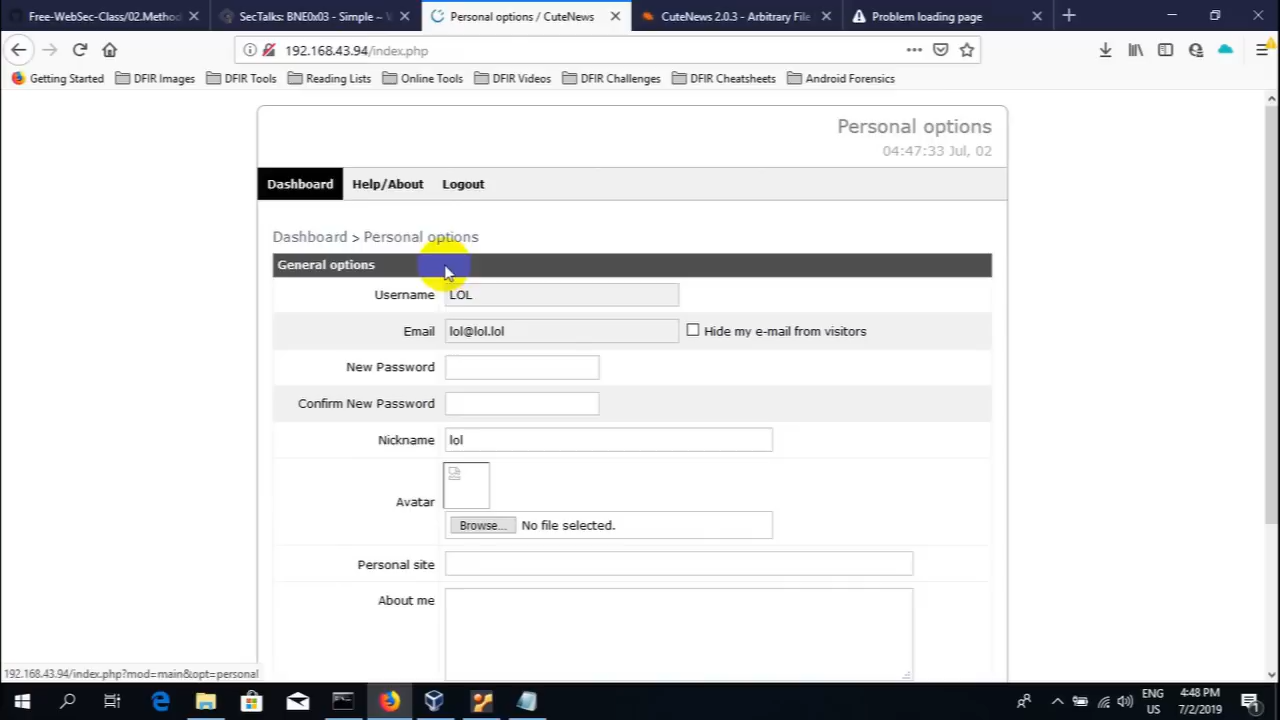 Free-WebSec-Class/02.Method
SecTalks: BNE0x03 - Simple ~ V
Personal options / CuteNews
CuteNews 2.0.3 - Arbitrary File
Problem loading page
192.168.43.94/index.php
Getting Started
DFIR Images
DFIR Tools
Reading Lists
Online Tools
DFIR Videos
DFIR Challenges
DFIR Cheatsheets
Android Forensics
Personal options
04:47:33 Jul, 02
Dashboard
Help/About
Logout
Dashboard > Personal options
General options
Username
LOL
Email
lol@lol.lol
Hide my e-mail from visitors
New Password
Confirm New Password
Nickname
lol
Avatar
Browse...
No file selected.
Personal site
About me
192.168.43.94/index.php?mod=main&opt=personal
ENG
US
4:48 PM
7/2/2019
1